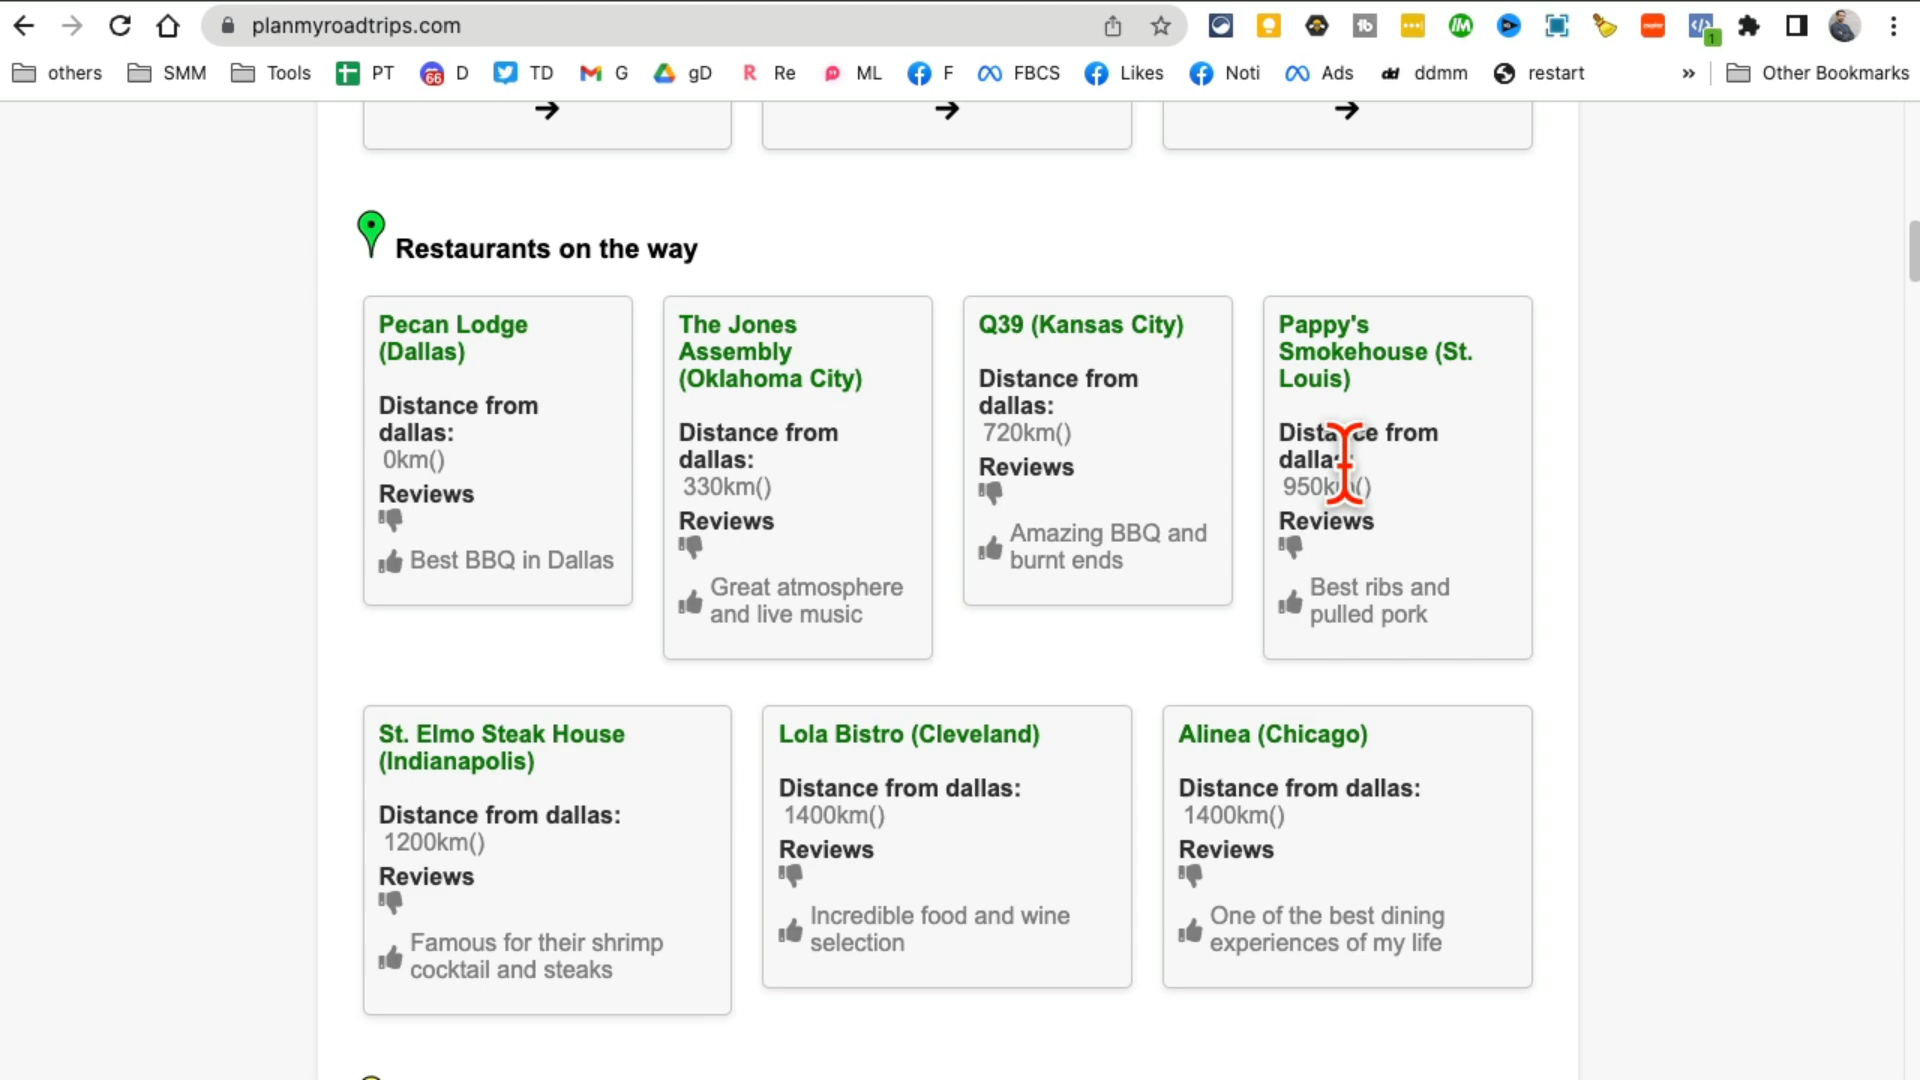 planmyroadtrips.com
others SMM Tools PT D TD G gD Re ML F FBCS Likes Noti Ads ddmm restart » Other Bookmarks
Restaurants on the way
Pecan Lodge
(Dallas)
Distance from
dallas:
0km()
Reviews
Best BBQ in Dallas
The Jones
Assembly
(Oklahoma City)
Distance from
dallas:
330km()
Reviews
Great atmosphere
and live music
Q39 (Kansas City)
Distance from
dallas:
720km()
Reviews
Amazing BBQ and
burnt ends
Pappy's
Smokehouse (St.
Louis)
Distance from
dallas:
950km()
Reviews
Best ribs and
pulled pork
St. Elmo Steak House
(Indianapolis)
Distance from dallas:
1200km()
Reviews
Famous for their shrimp
cocktail and steaks
Lola Bistro (Cleveland)
Distance from dallas:
1400km()
Reviews
Incredible food and wine
selection
Alinea (Chicago)
Distance from dallas:
1400km()
Reviews
One of the best dining
experiences of my life